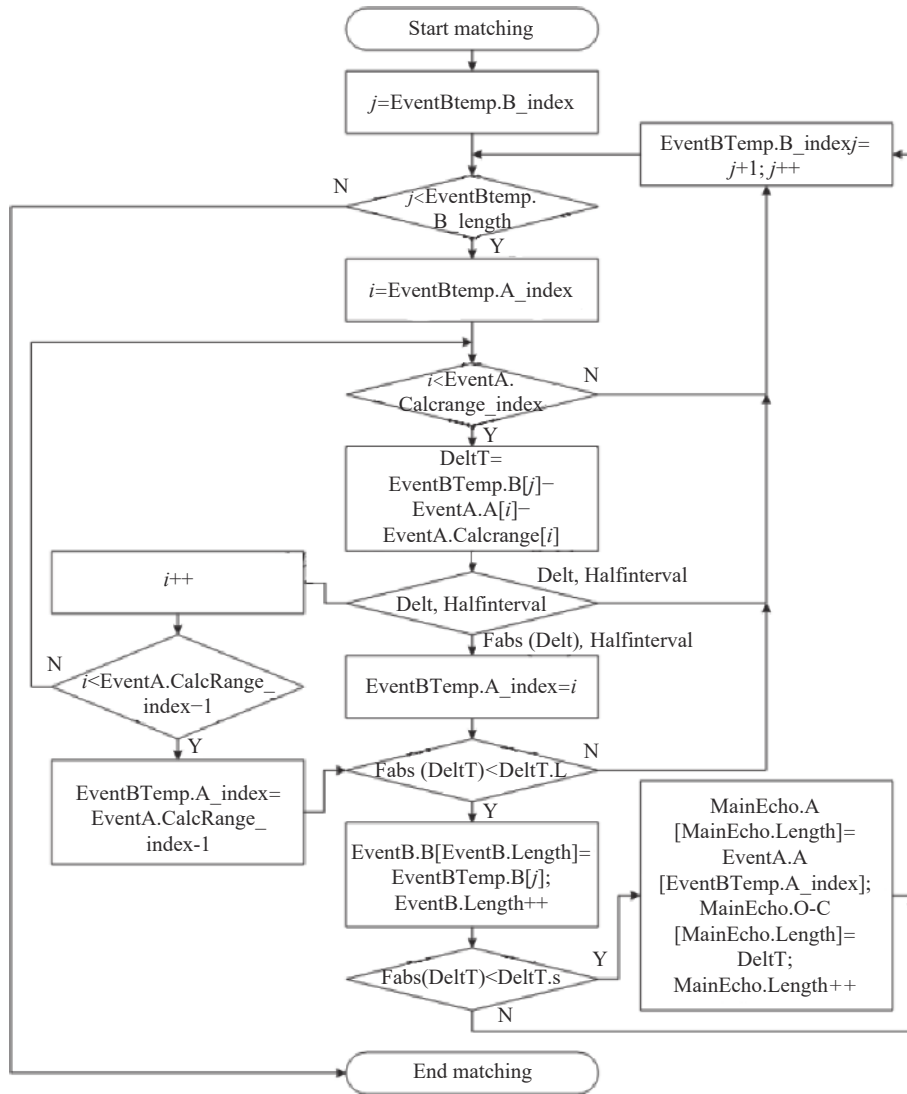 Start matching
j=EventBtemp.B_index
EventBTemp.B_indexj=
j+1; j++
N
j<EventBtemp.
B_length
Y
i=EventBtemp.A_index
i<EventA.
Calcrange_index
N
Y
DeltT=
EventBTemp.B[j]−
EventA.A[i]−
EventA.Calcrange[i]
i++
Delt, Halfinterval
Delt, Halfinterval
Fabs (Delt), Halfinterval
N
i<EventA.CalcRange_
index−1
Y
EventBTemp.A_index=i
EventBTemp.A_index=
EventA.CalcRange_
index-1
Fabs (DeltT)<DeltT.L
N
Y
EventB.B[EventB.Length]=
EventBTemp.B[j];
EventB.Length++
MainEcho.A
[MainEcho.Length]=
EventA.A
[EventBTemp.A_index];
MainEcho.O-C
[MainEcho.Length]=
DeltT;
MainEcho.Length++
Fabs(DeltT)<DeltT.s
Y
N
End matching